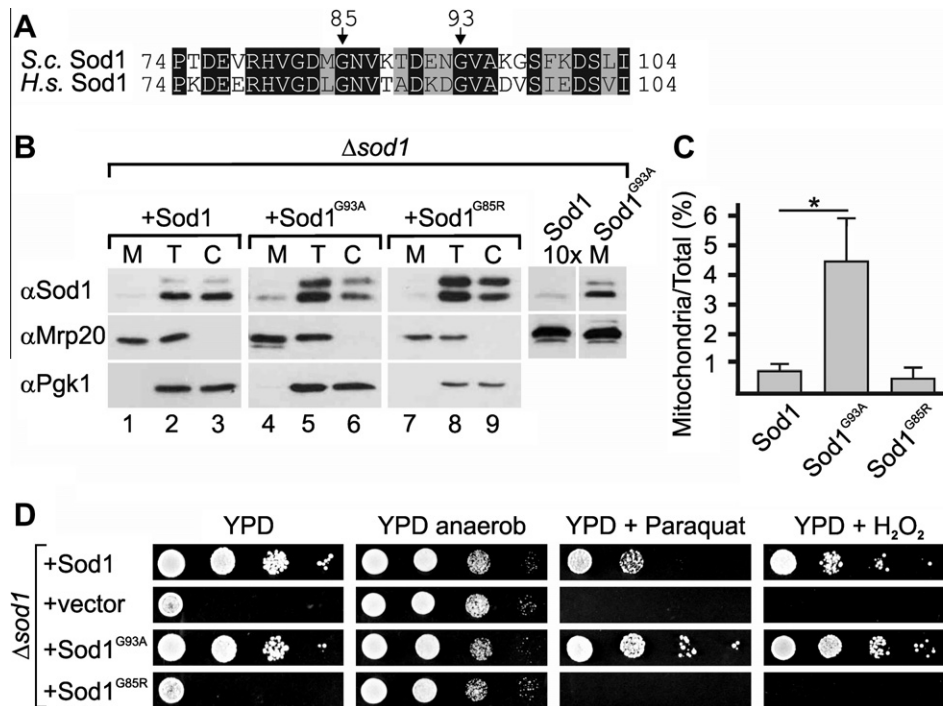 A
85 93
S.c. Sod1 74 PTDEVRHVGDMGNVKTDENGVAKGSFKDSLI 104
H.s. Sod1 74 PKDEERHVGDLGNVTADKDGVADVSIEDSVI 104
B
Δsod1
+Sod1 +Sod1G93A +Sod1G85R Sod1 Sod1G93A
M T C M T C M T C 10x M
αSod1
αMrp20
αPgk1
1 2 3 4 5 6 7 8 9
C
Mitochondria/Total (%)
6
5
4
3
2
1
*
Sod1 Sod1G93A Sod1G85R
D
YPD YPD anaerob YPD + Paraquat YPD + H₂O₂
Δsod1
+Sod1
+vector
+Sod1G93A
+Sod1G85R